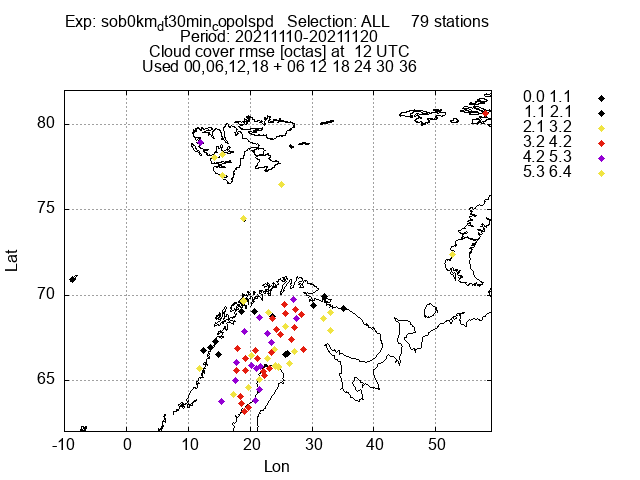 Exp: sob0km_dt30min_copolspd   Selection: ALL     79 stations
Period: 20211110-20211120
Cloud cover rmse [octas] at  12 UTC
Used 00,06,12,18 + 06 12 18 24 30 36
0.0 1.1
1.1 2.1
2.1 3.2
3.2 4.2
4.2 5.3
5.3 6.4
80
75
70
65
Lat
-10 0 10 20 30 40 50
Lon